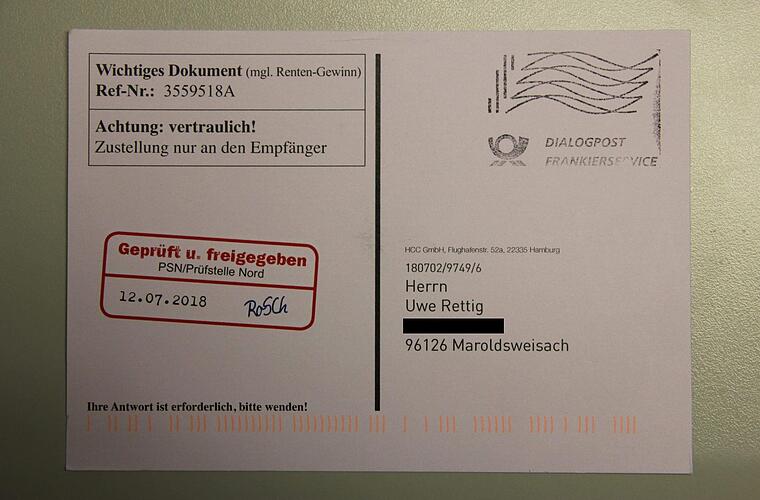 Wichtiges Dokument (mgl. Renten-Gewinn)
Ref-Nr.: 3559518A
Achtung: vertraulich!
Zustellung nur an den Empfänger
DIALOGPOST
FRANKIERSERVICE
Geprüft u. freigegeben
PSN/Prüfstelle Nord
12.07.2018 RoSCh
HCC GmbH, Flughafenstr. 52a, 22335 Hamburg
180702/9749/6
Herrn
Uwe Rettig
96126 Maroldsweisach
Ihre Antwort ist erforderlich, bitte wenden!